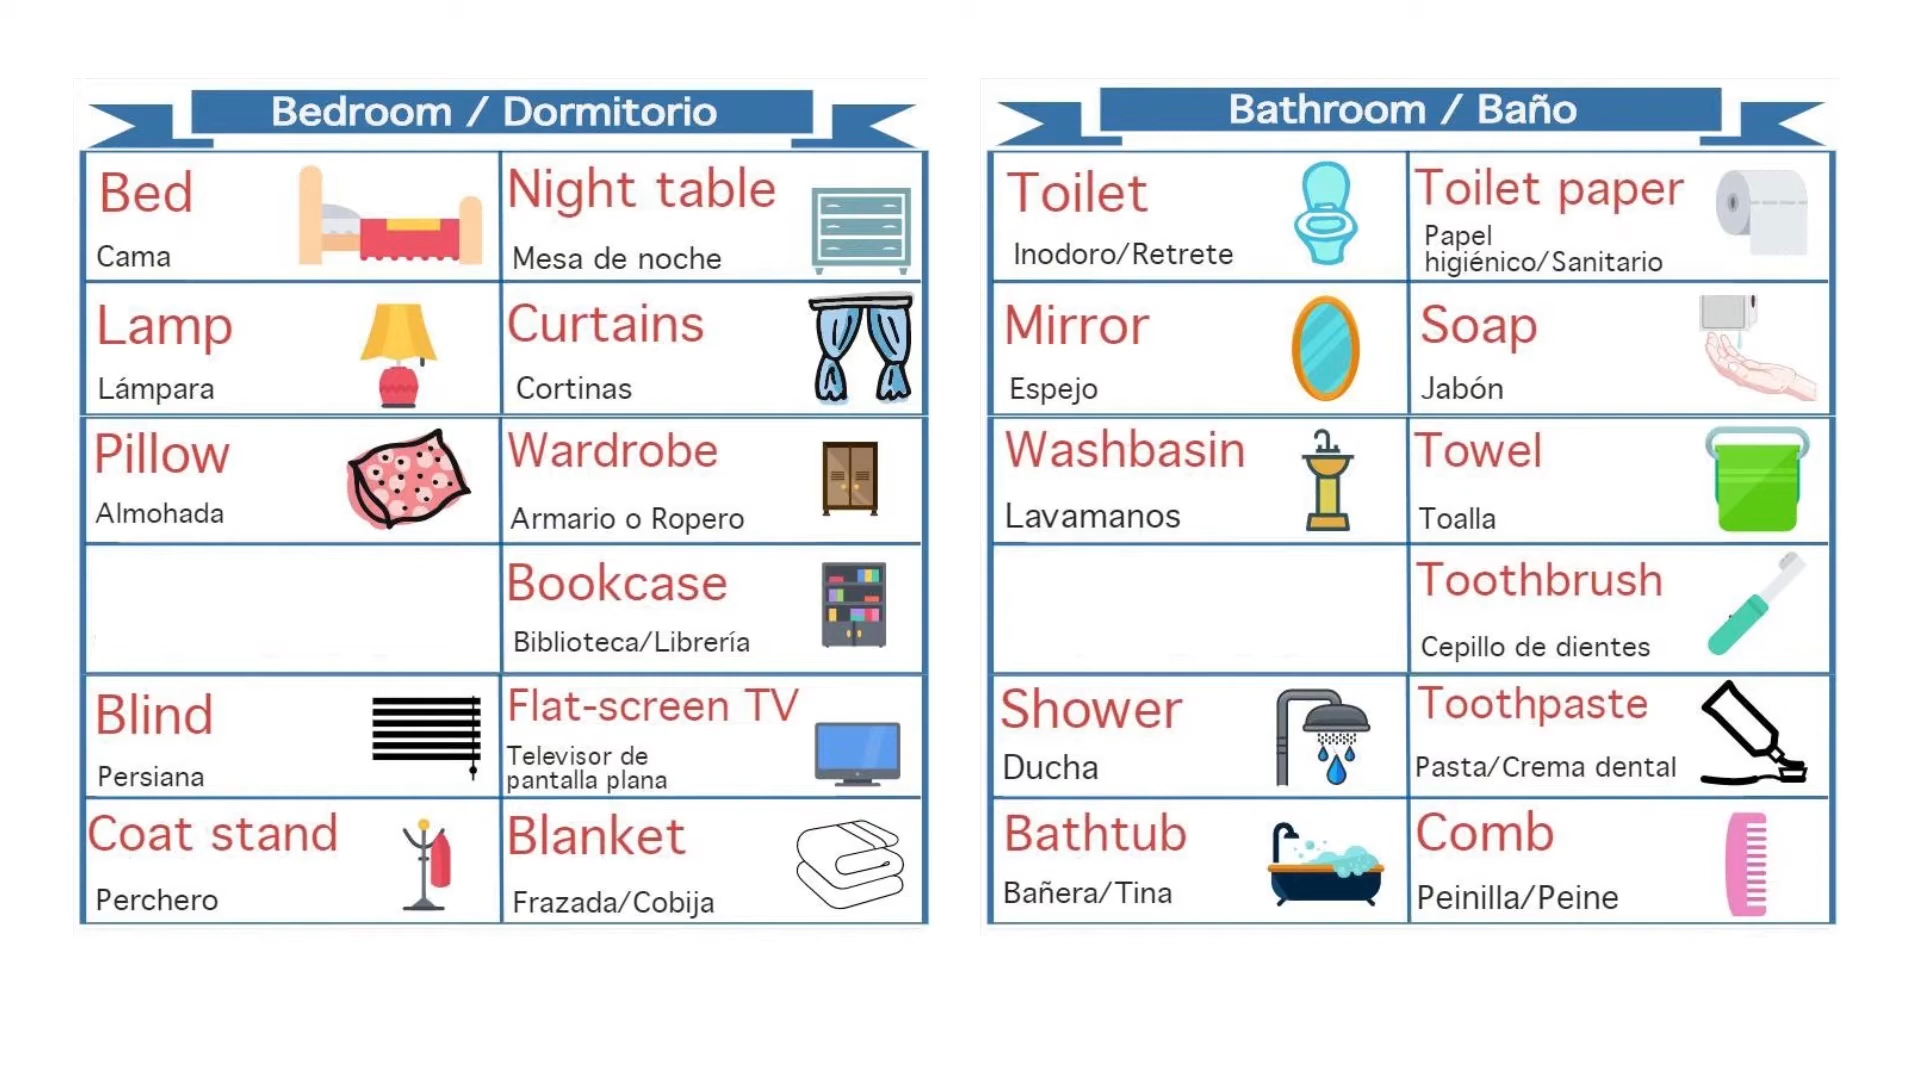 Bedroom / Dormitorio
Bed
Cama
Night table
Mesa de noche
Lamp
Lámpara
Curtains
Cortinas
Pillow
Almohada
Wardrobe
Armario o Ropero
Bookcase
Biblioteca/Librería
Blind
Persiana
Flat-screen TV
Televisor de
pantalla plana
Coat stand
Perchero
Blanket
Frazada/Cobija
Bathroom / Baño
Toilet
Inodoro/Retrete
Toilet paper
Papel
higiénico/Sanitario
Mirror
Espejo
Soap
Jabón
Washbasin
Lavamanos
Towel
Toalla
Toothbrush
Cepillo de dientes
Shower
Ducha
Toothpaste
Pasta/Crema dental
Bathtub
Bañera/Tina
Comb
Peinilla/Peine